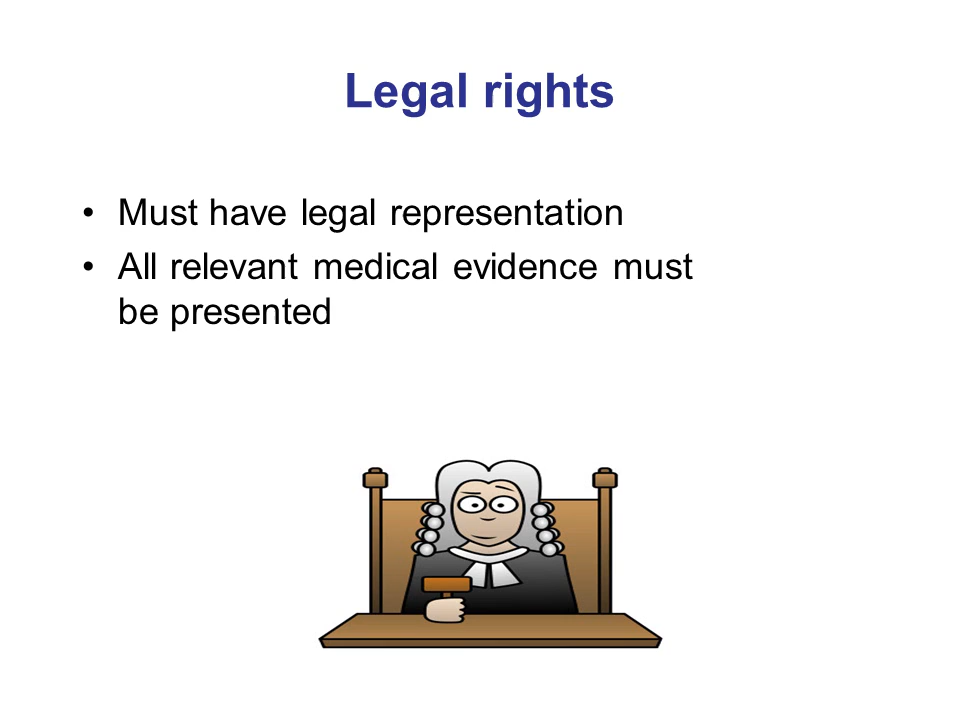 Legal rights
• Must have legal representation
• All relevant medical evidence must
be presented